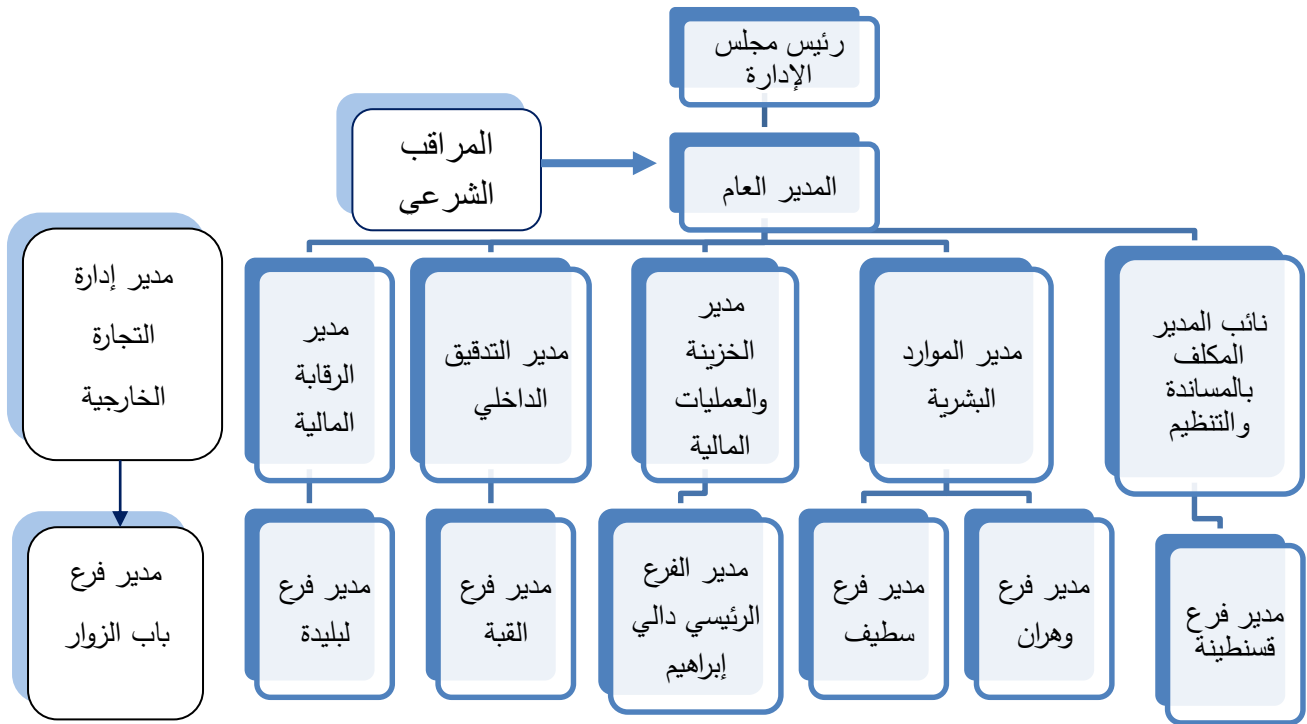 رئيس مجلس
الإدارة
المراقب
الشرعي
المدير العام
نائب المدير
المكلف
بالمساندة
والتنظيم
مدير الموارد
البشرية
مدير
الخزينة
والعمليات
المالية
مدير التدقيق
الداخلي
مدير
الرقابة
المالية
مدير إدارة
التجارة
الخارجية
مدير فرع
قسنطينة
مدير فرع
وهران
مدير فرع
سطيف
مدير الفرع
الرئيسي دالي
إبراهيم
مدير فرع
القبة
مدير فرع
لبليدة
مدير فرع
باب الزوار